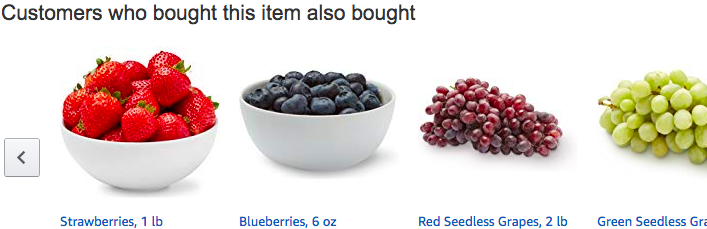 Customers who bought this item also bought
Strawberries, 1 lb
Blueberries, 6 oz
Red Seedless Grapes, 2 lb
Green Seedless